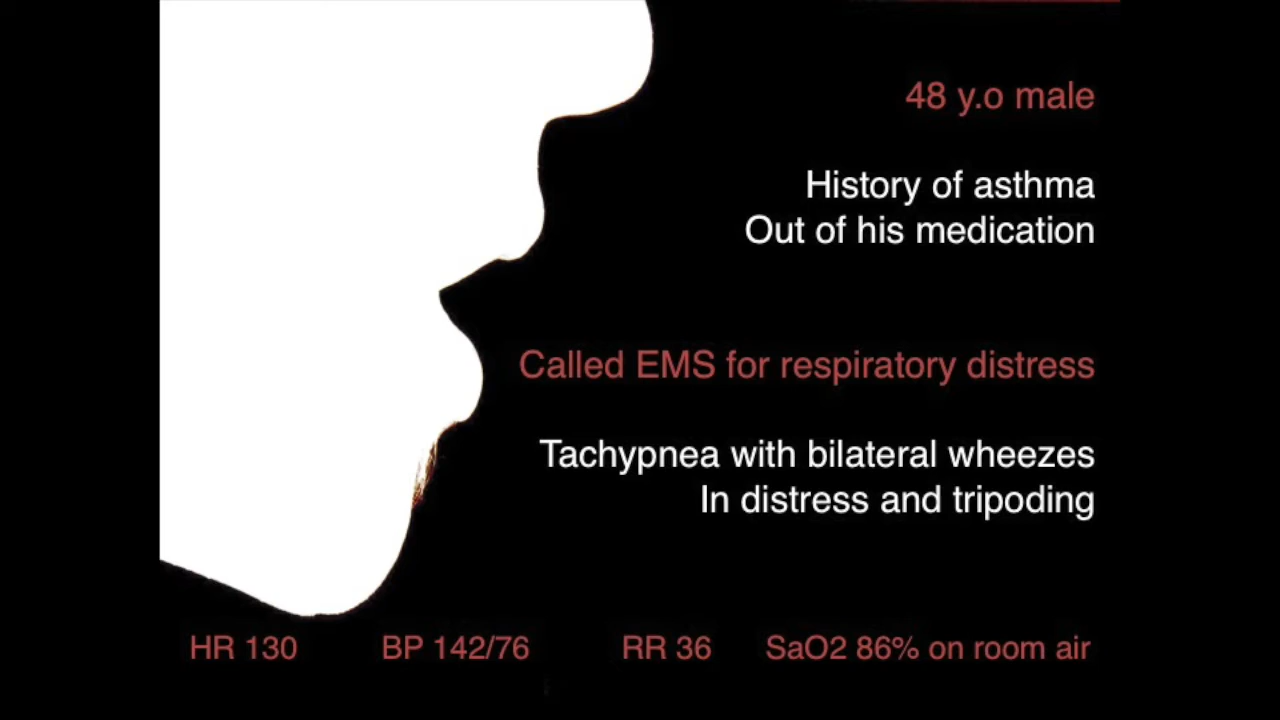 48 y.o male
History of asthma
Out of his medication
Called EMS for respiratory distress
Tachypnea with bilateral wheezes
In distress and tripoding
HR 130 BP 142/76 RR 36 SaO2 86% on room air